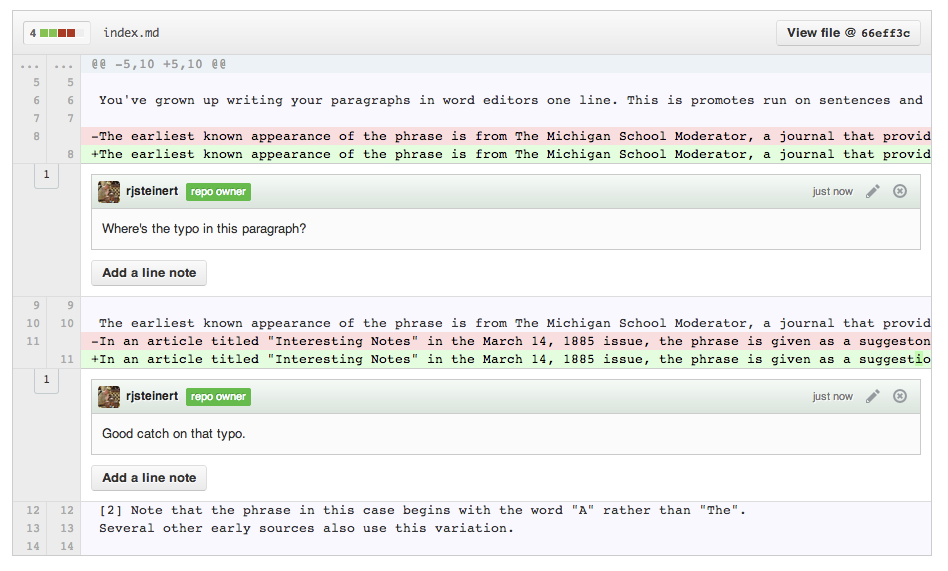 4 index.md View file @ 66eff3c
... ... @@ -5,10 +5,10 @@
5 5
6 6 You've grown up writing your paragraphs in word editors one line. This is promotes run on sentences and
7 7
8 -The earliest known appearance of the phrase is from The Michigan School Moderator, a journal that provid
8 +The earliest known appearance of the phrase is from The Michigan School Moderator, a journal that provid
1
rjsteinert repo owner just now
Where's the typo in this paragraph?
Add a line note
9 9
10 10 The earliest known appearance of the phrase is from The Michigan School Moderator, a journal that provid
11 -In an article titled "Interesting Notes" in the March 14, 1885 issue, the phrase is given as a suggeston
11 +In an article titled "Interesting Notes" in the March 14, 1885 issue, the phrase is given as a suggestio
1
rjsteinert repo owner just now
Good catch on that typo.
Add a line note
12 12 [2] Note that the phrase in this case begins with the word "A" rather than "The".
13 13 Several other early sources also use this variation.
14 14